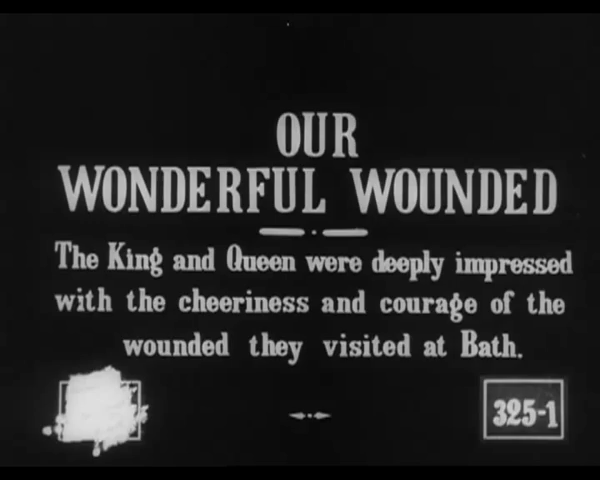 OUR
WONDERFUL WOUNDED
The King and Queen were deeply impressed
with the cheeriness and courage of the
wounded they visited at Bath.
325-1